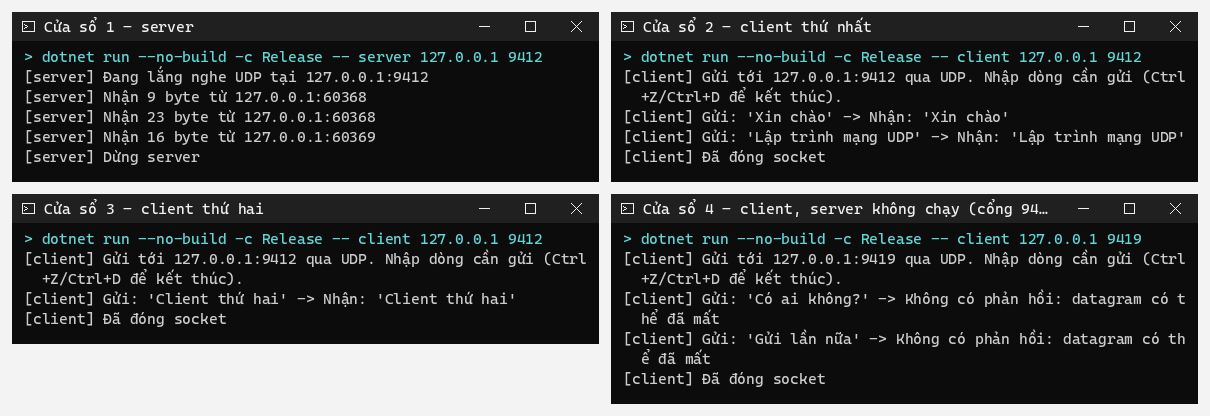 Cửa sổ 1 — server
> dotnet run --no-build -c Release -- server 127.0.0.1 9412
[server] Đang lắng nghe UDP tại 127.0.0.1:9412
[server] Nhận 9 byte từ 127.0.0.1:60368
[server] Nhận 23 byte từ 127.0.0.1:60368
[server] Nhận 16 byte từ 127.0.0.1:60369
[server] Dừng server
Cửa sổ 2 — client thứ nhất
> dotnet run --no-build -c Release -- client 127.0.0.1 9412
[client] Gửi tới 127.0.0.1:9412 qua UDP. Nhập dòng cần gửi (Ctrl
+Z/Ctrl+D để kết thúc).
[client] Gửi: 'Xin chào' -> Nhận: 'Xin chào'
[client] Gửi: 'Lập trình mạng UDP' -> Nhận: 'Lập trình mạng UDP'
[client] Đã đóng socket
Cửa sổ 3 — client thứ hai
> dotnet run --no-build -c Release -- client 127.0.0.1 9412
[client] Gửi tới 127.0.0.1:9412 qua UDP. Nhập dòng cần gửi (Ctrl
+Z/Ctrl+D để kết thúc).
[client] Gửi: 'Client thứ hai' -> Nhận: 'Client thứ hai'
[client] Đã đóng socket
Cửa sổ 4 — client, server không chạy (cổng 94…
> dotnet run --no-build -c Release -- client 127.0.0.1 9419
[client] Gửi tới 127.0.0.1:9419 qua UDP. Nhập dòng cần gửi (Ctrl
+Z/Ctrl+D để kết thúc).
[client] Gửi: 'Có ai không?' -> Không có phản hồi: datagram có t
hể đã mất
[client] Gửi: 'Gửi lần nữa' -> Không có phản hồi: datagram có th
ể đã mất
[client] Đã đóng socket